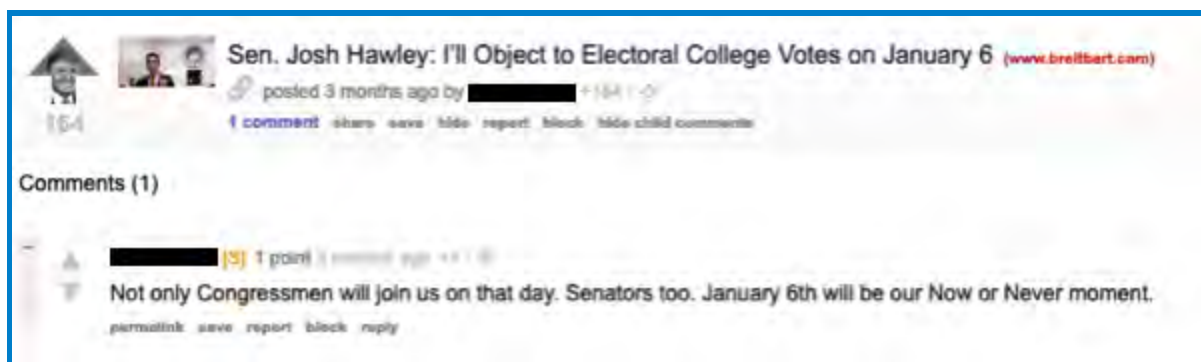 Sen. Josh Hawley: I'll Object to Electoral College Votes on January 6 (www.breitbart.com)
posted 3 months ago by
164
1 comment share save hide report block hide child comments
Comments (1)
[S] 1 point
Not only Congressmen will join us on that day. Senators too. January 6th will be our Now or Never moment.
permalink save report block reply